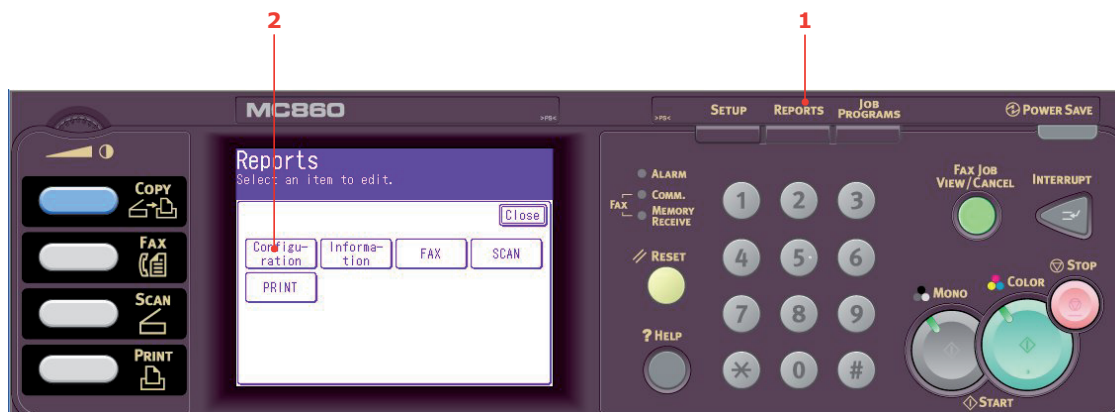 2
1
MC860
>PS<
>PS<
SETUP
REPORTS
JOB
PROGRAMS
POWER SAVE
Reports
Select an item to edit.
Close
Configu-
ration
Informa-
tion
FAX
SCAN
PRINT
COPY
FAX
SCAN
PRINT
ALARM
FAX
COMM.
MEMORY
RECEIVE
RESET
? HELP
1
2
3
4
5
6
7
8
9
*
0
#
FAX JOB
VIEW/CANCEL
INTERRUPT
STOP
MONO
COLOR
START